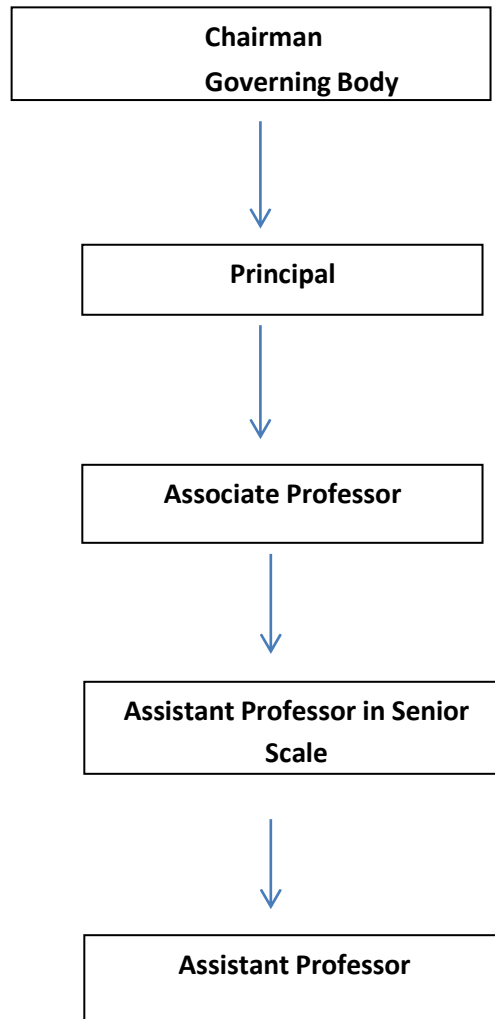 Chairman
Governing Body
Principal
Associate Professor
Assistant Professor in Senior
Scale
Assistant Professor